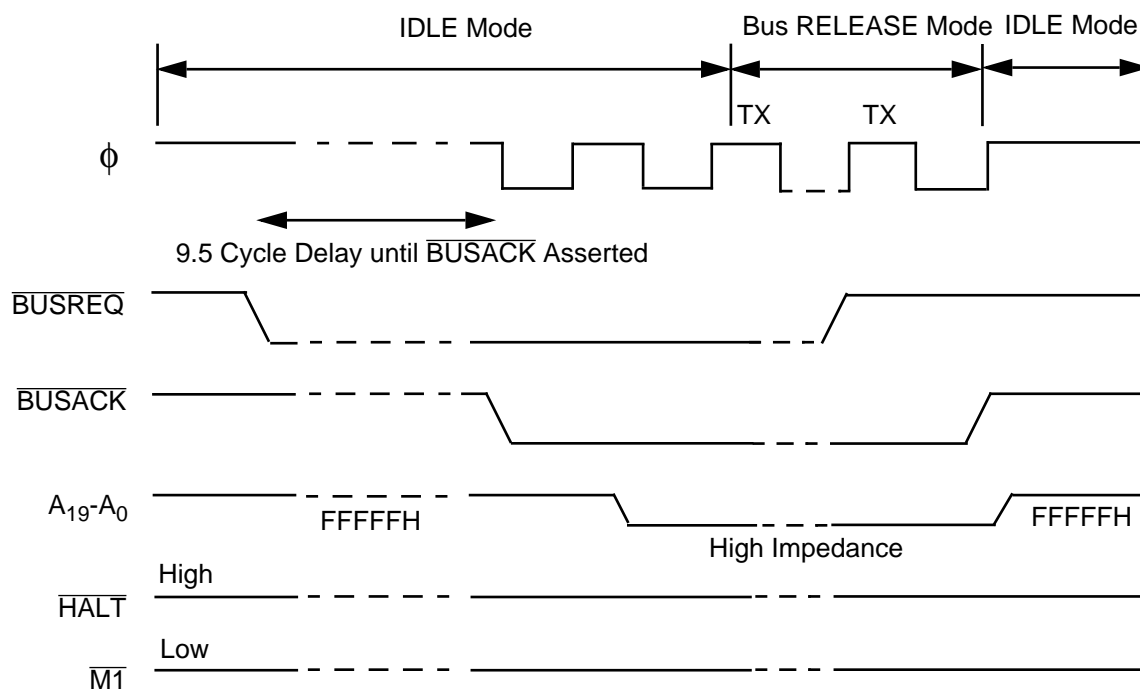 IDLE Mode
Bus RELEASE Mode
IDLE Mode
TX
TX
ϕ
9.5 Cycle Delay until BUSACK Asserted
BUSREQ
BUSACK
A19-A0
FFFFFH
FFFFFH
High Impedance
High
HALT
Low
M1